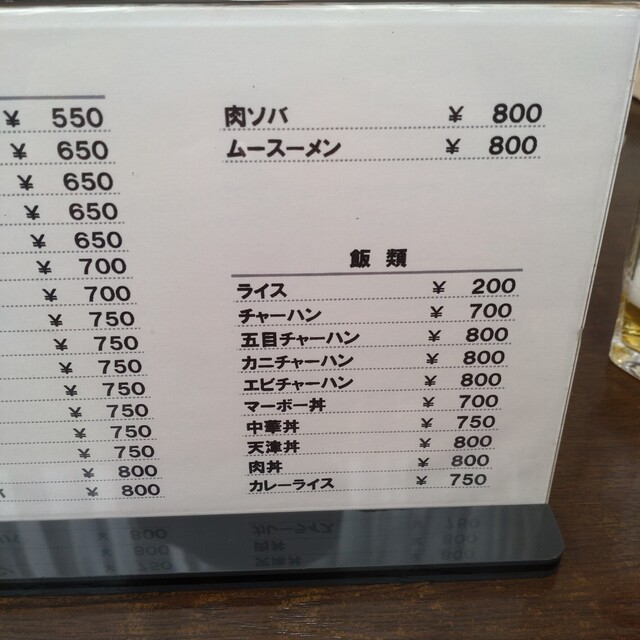 ¥ 550
¥ 650
¥ 650
¥ 650
¥ 650
¥ 700
¥ 700
¥ 750
¥ 750
¥ 750
¥ 750
¥ 750
¥ 750
¥ 750
¥ 800
¥ 800
肉ソバ ¥ 800
ムースーメン ¥ 800
飯類
ライス ¥ 200
チャーハン ¥ 700
五目チャーハン ¥ 800
カニチャーハン ¥ 800
エビチャーハン ¥ 800
マーボー丼 ¥ 700
中華丼 ¥ 750
天津丼 ¥ 800
肉丼 ¥ 800
カレーライス ¥ 750